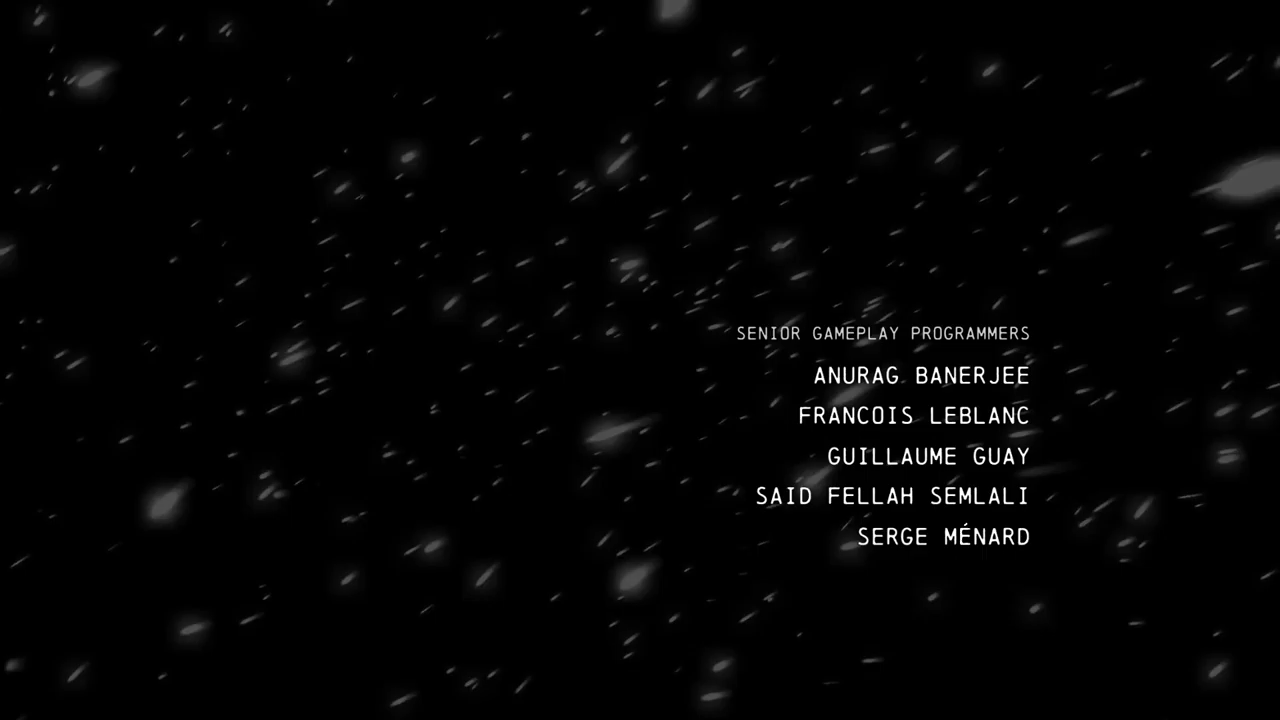 SENIOR GAMEPLAY PROGRAMMERS
ANURAG BANERJEE
FRANCOIS LEBLANC
GUILLAUME GUAY
SAID FELLAH SEMLALI
SERGE MÉNARD